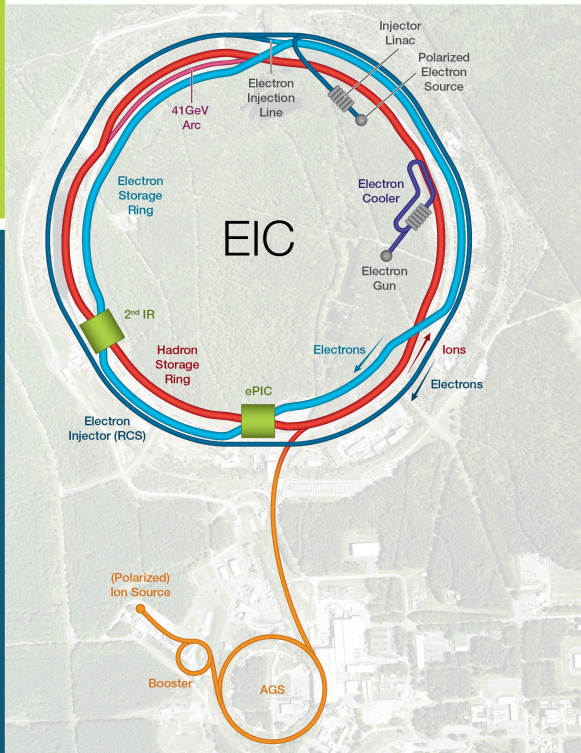 Injector
Linac
Polarized
Electron
Source
Electron
Injection
Line
41GeV
Arc
Electron
Storage
Ring
Electron
Cooler
EIC
Electron
Gun
2nd IR
Hadron
Storage
Ring
Electrons
Ions
Electrons
ePIC
Electron
Injector (RCS)
(Polarized)
Ion Source
Booster
AGS